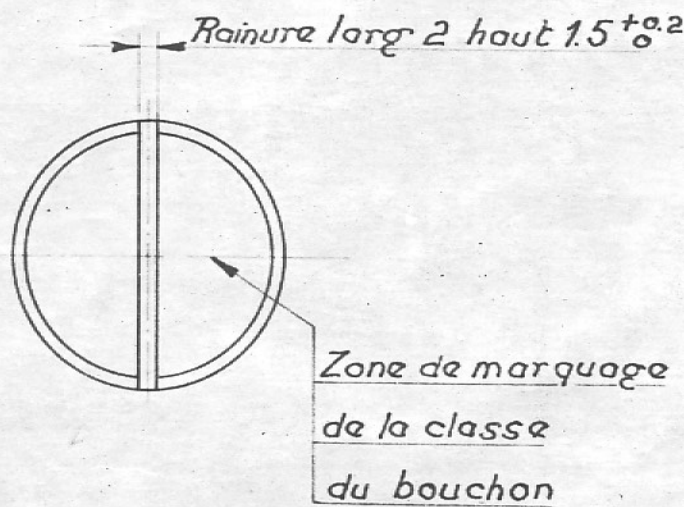 Rainure larg 2 haut 1.5 +0.2 0
Zone de marquage
de la classe
du bouchon